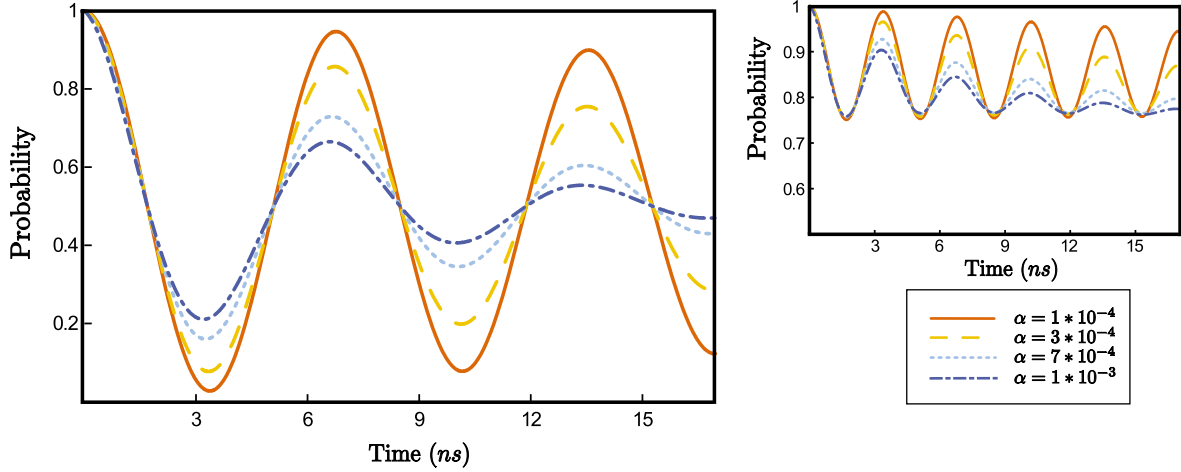 1
0.8
0.6
0.4
0.2
Probability
3
6
9
12
15
Time (ns)
1
0.9
0.8
0.7
0.6
Probability
3
6
9
12
15
Time (ns)
α = 1 * 10⁻⁴
α = 3 * 10⁻⁴
α = 7 * 10⁻⁴
α = 1 * 10⁻³